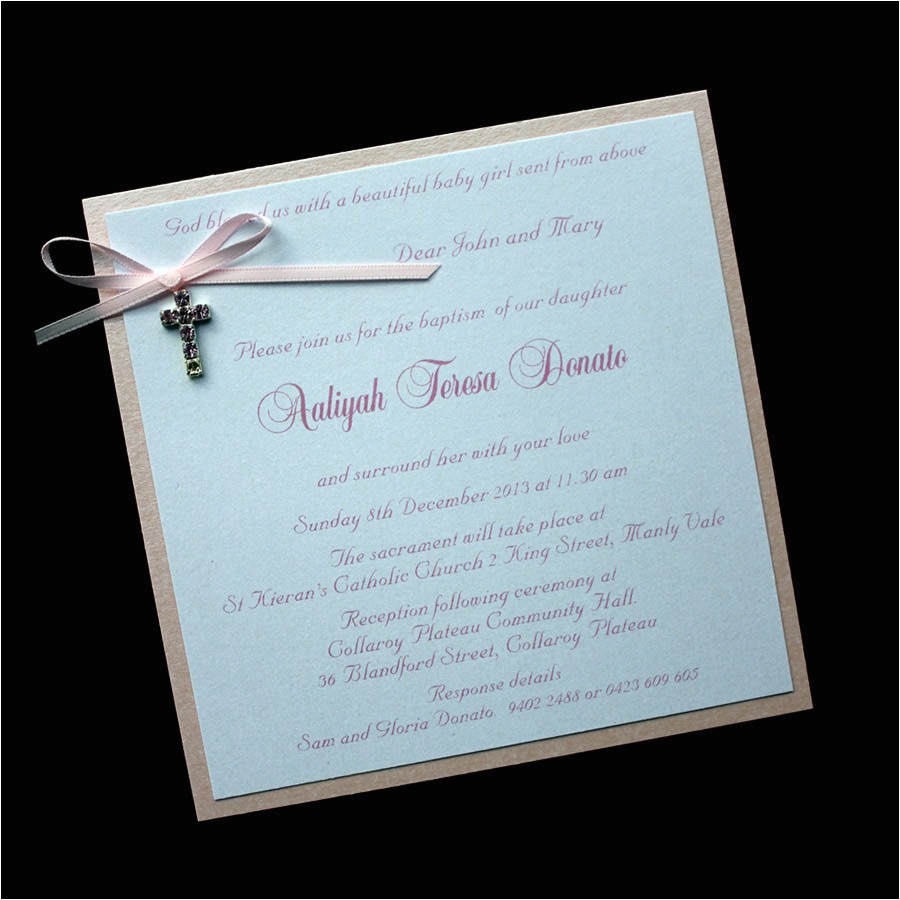 God us with a beautiful baby girl sent from above
Dear John and Mary
Please join us for the baptism of our daughter
Aaliyah Teresa Donato
and surround her with your love
Sunday 8th December 2013 at 11.30 am
The sacrament will take place at
St Kieran's Catholic Church 2 King Street, Manly Vale
Reception following ceremony at
Collaroy Plateau Community Hall.
36 Blandford Street, Collaroy Plateau
Response details
Sam and Gloria Donato. 9402 2488 or 0423 609 605